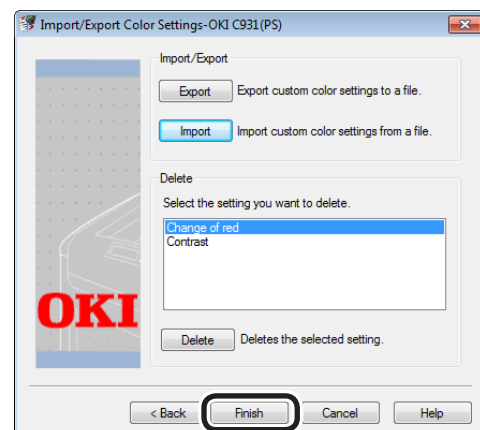 Import/Export Color Settings-OKI C931(PS)
Import/Export
Export Export custom color settings to a file.
Import Import custom color settings from a file.
Delete
Select the setting you want to delete.
Change of red
Contrast
OKI
Delete Deletes the selected setting.
< Back Finish Cancel Help